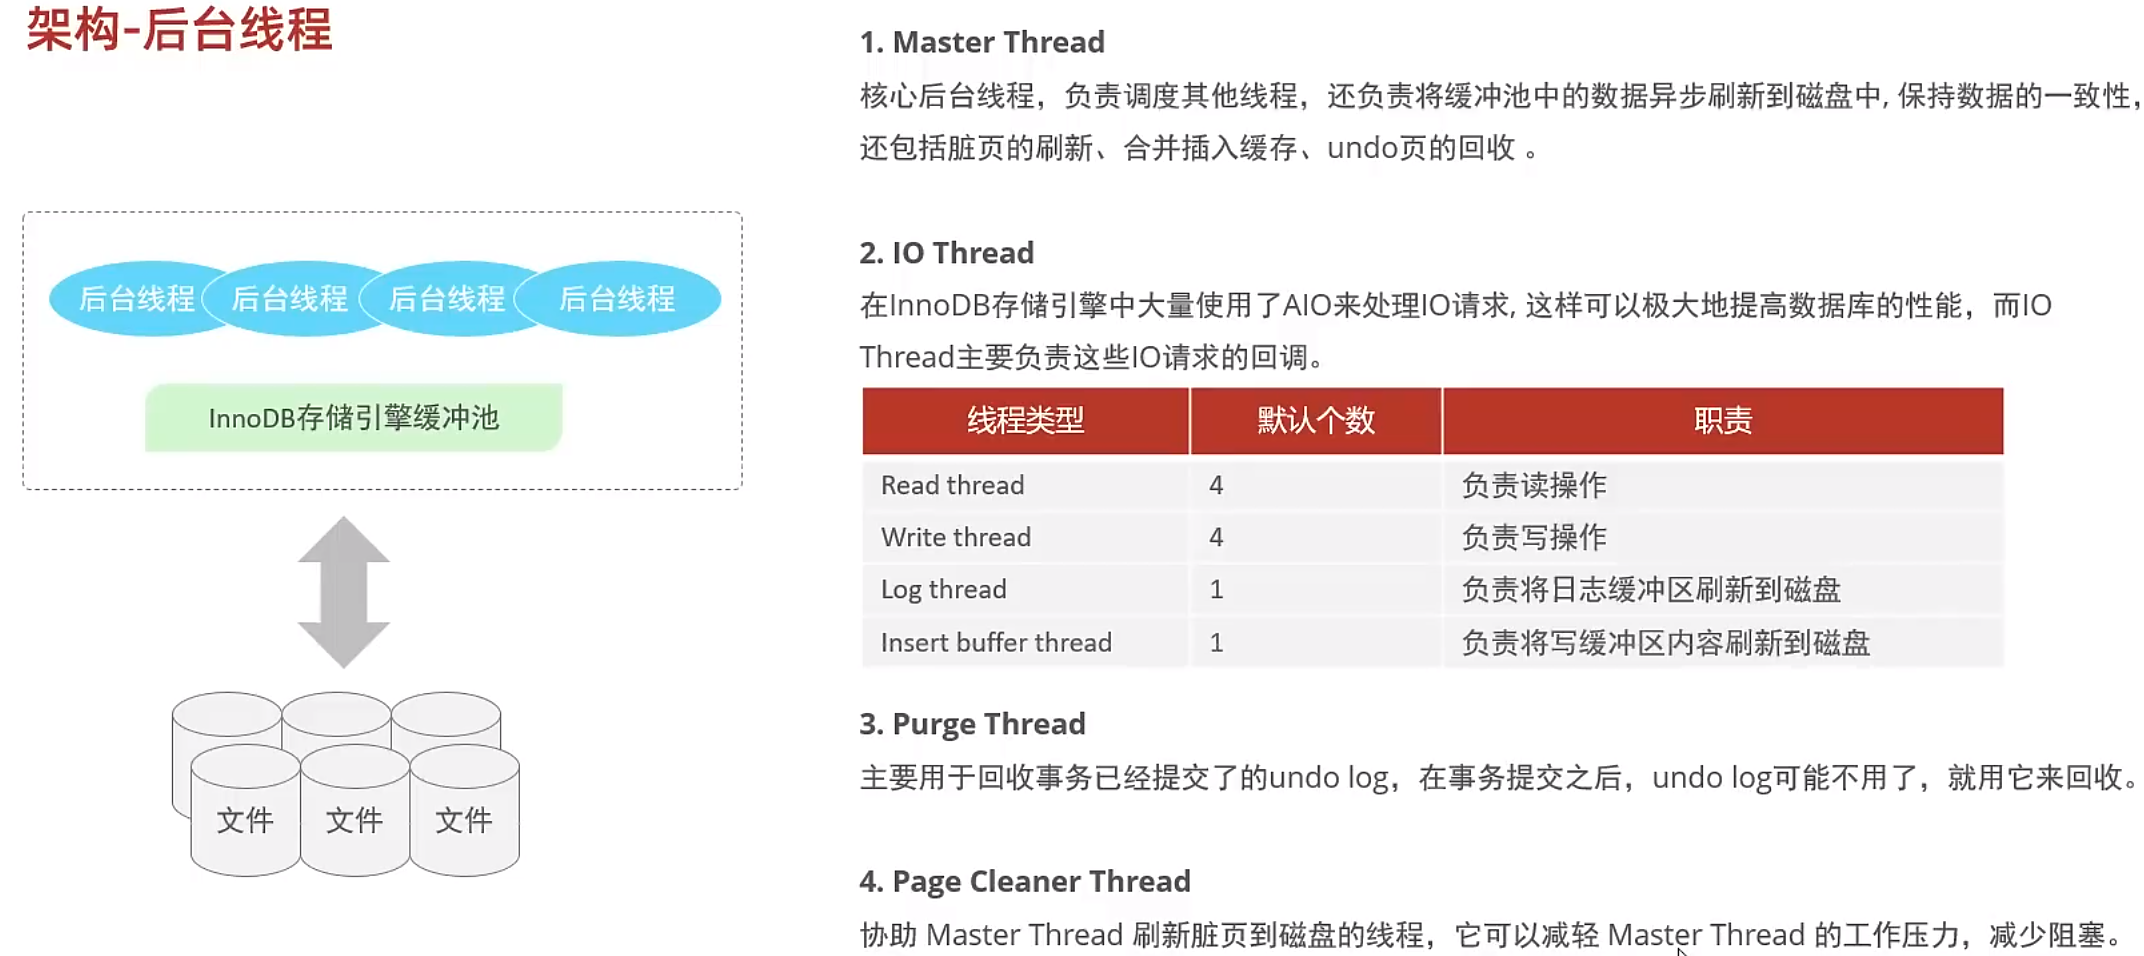 架构-后台线程
后台线程 后台线程 后台线程 后台线程
InnoDB存储引擎缓冲池
文件 文件 文件
1. Master Thread
核心后台线程，负责调度其他线程，还负责将缓冲池中的数据异步刷新到磁盘中, 保持数据的一致性，
还包括脏页的刷新、合并插入缓存、undo页的回收 。
2. IO Thread
在InnoDB存储引擎中大量使用了AIO来处理IO请求, 这样可以极大地提高数据库的性能，而IO
Thread主要负责这些IO请求的回调。
线程类型 默认个数 职责
Read thread 4 负责读操作
Write thread 4 负责写操作
Log thread 1 负责将日志缓冲区刷新到磁盘
Insert buffer thread 1 负责将写缓冲区内容刷新到磁盘
3. Purge Thread
主要用于回收事务已经提交了的undo log，在事务提交之后，undo log可能不用了，就用它来回收。
4. Page Cleaner Thread
协助 Master Thread 刷新脏页到磁盘的线程，它可以减轻 Master Thread 的工作压力，减少阻塞。